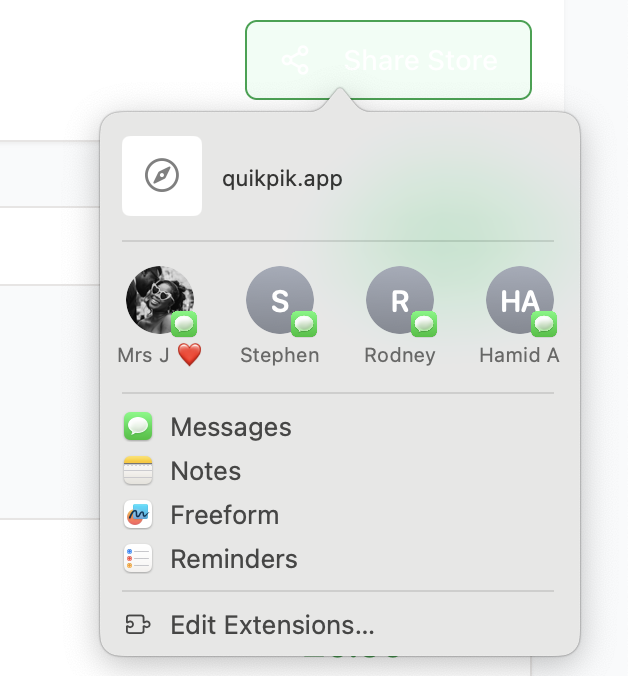 Share Store
quikpik.app
S
R
HA
Mrs J ❤️
Stephen
Rodney
Hamid A
Messages
Notes
Freeform
Reminders
Edit Extensions...